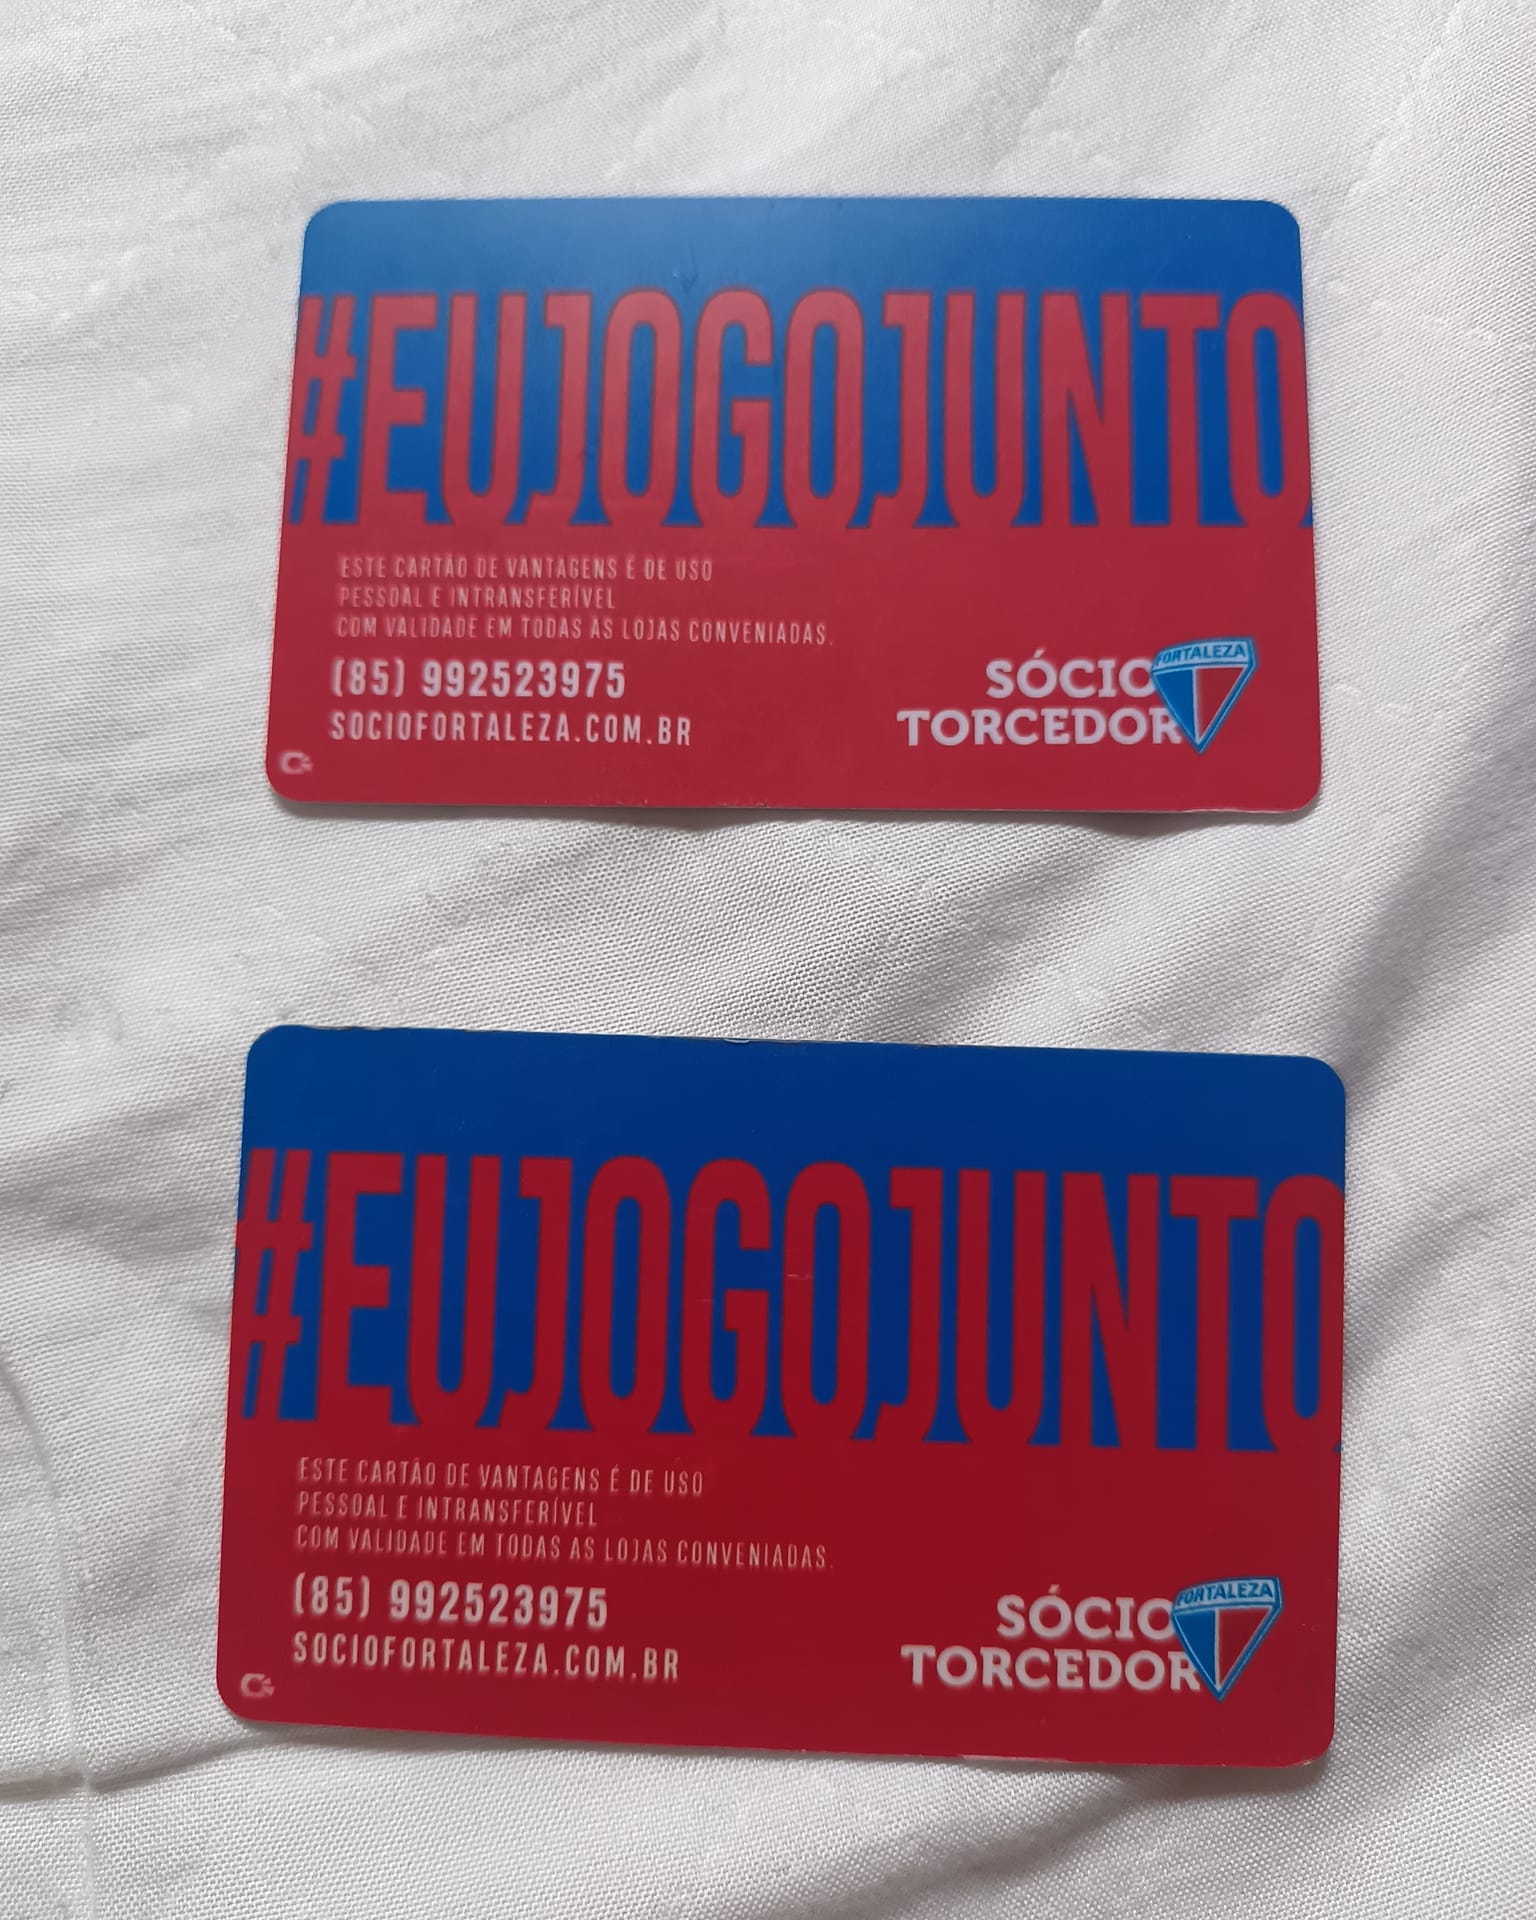 #EUJOGOJUNTO
ESTE CARTÃO DE VANTAGENS É DE USO
PESSOAL E INTRANSFERÍVEL
COM VALIDADE EM TODAS AS LOJAS CONVENIADAS.
(85) 992523975
SOCIOFORTALEZA.COM.BR
SÓCIO
TORCEDOR
FORTALEZA
#EUJOGOJUNTO
ESTE CARTÃO DE VANTAGENS É DE USO
PESSOAL E INTRANSFERÍVEL
COM VALIDADE EM TODAS AS LOJAS CONVENIADAS.
(85) 992523975
SOCIOFORTALEZA.COM.BR
SÓCIO
TORCEDOR
FORTALEZA